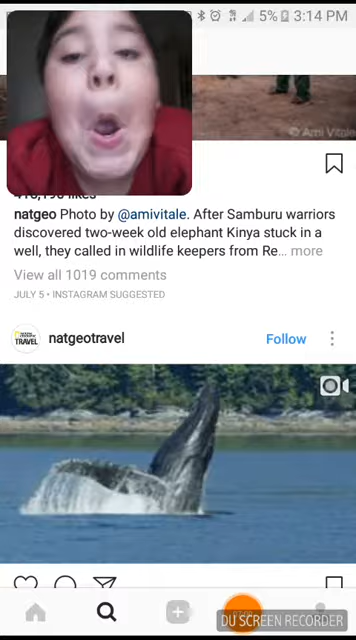 5% 3:14 PM
© Ami Vitale
likes
natgeo Photo by @amivitale. After Samburu warriors
discovered two-week old elephant Kinya stuck in a
well, they called in wildlife keepers from Re... more
View all 1019 comments
JULY 5 • INSTAGRAM SUGGESTED
TRAVEL
natgeotravel
Follow
DU SCREEN RECORDER